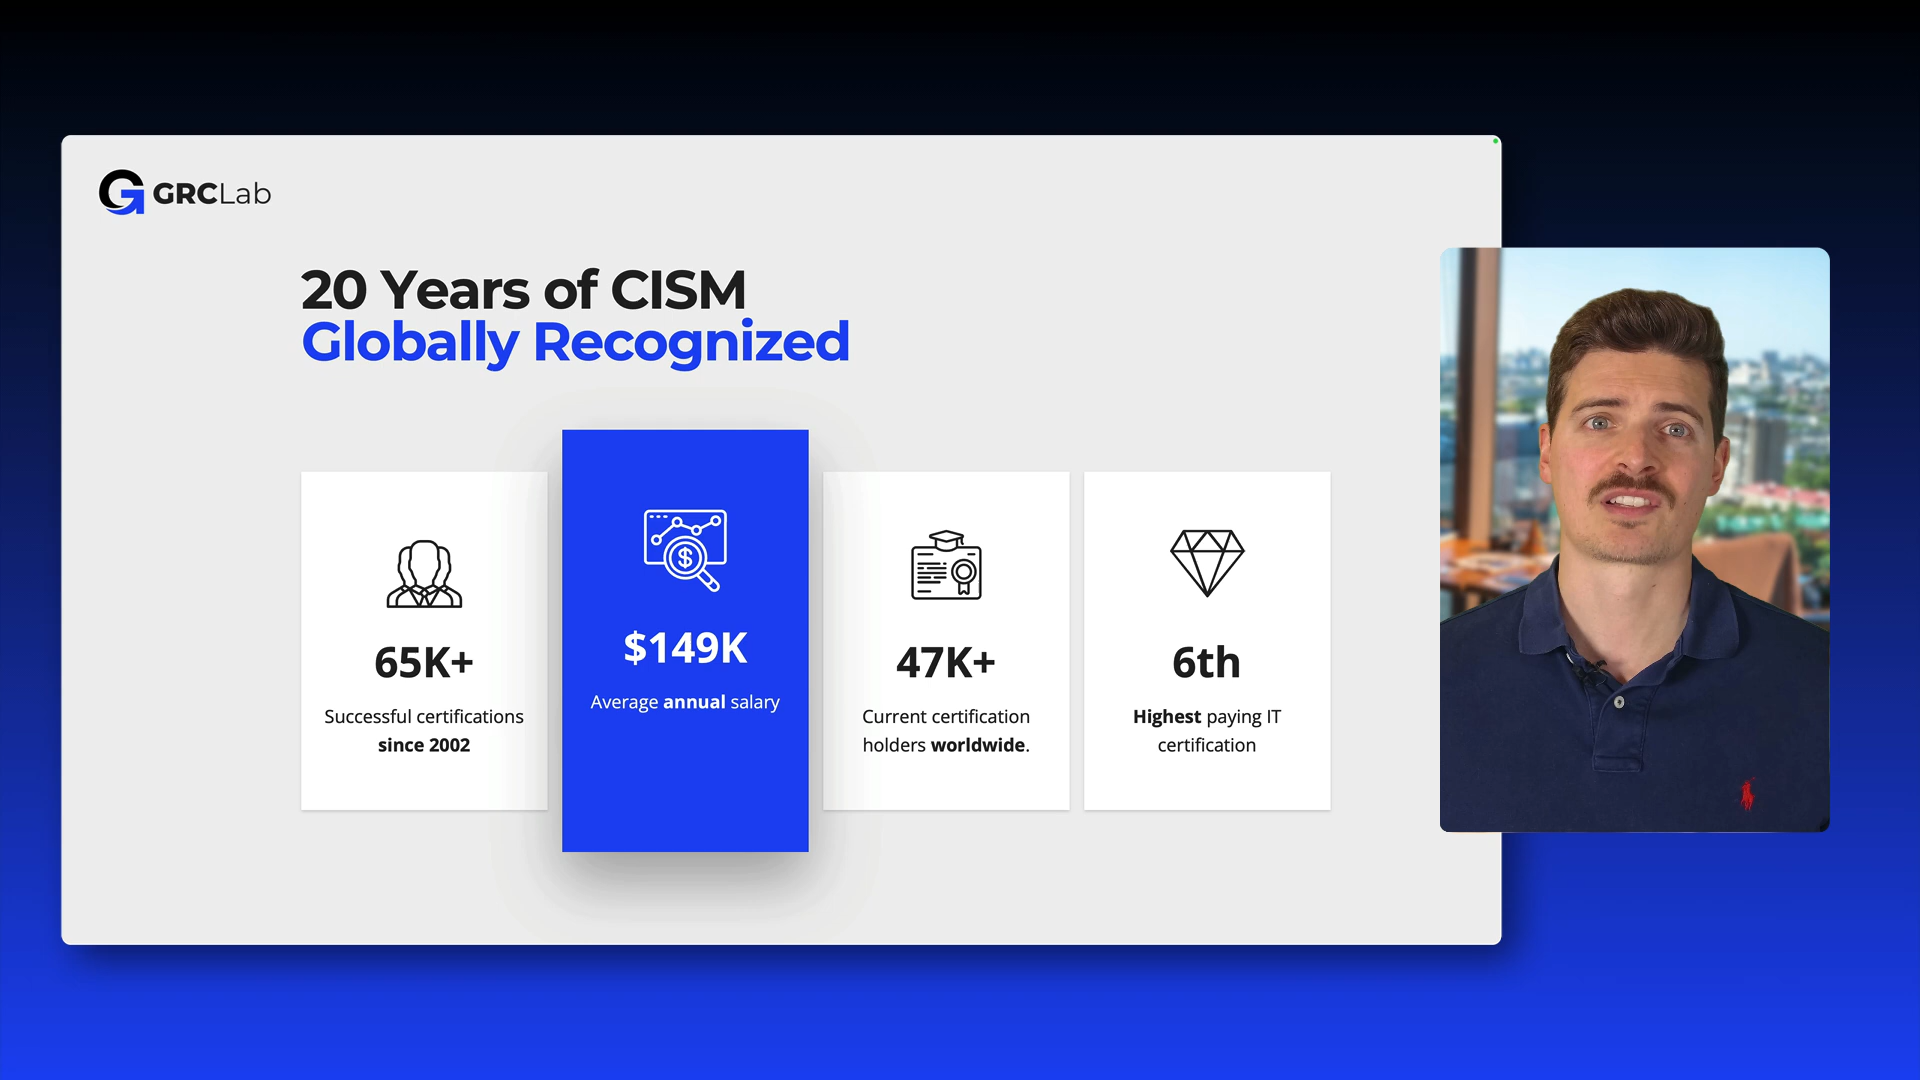 GRCLab
20 Years of CISM
Globally Recognized
65K+
Successful certifications
since 2002
$149K
Average annual salary
47K+
Current certification
holders worldwide.
6th
Highest paying IT
certification